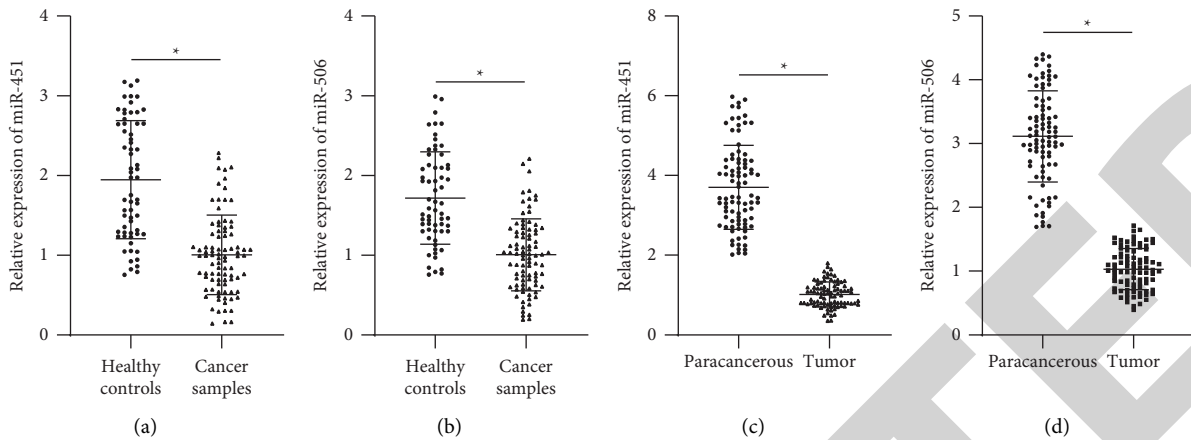 Relative expression of miR-451
4
3
2
1
0
*
Healthy
controls
Cancer
samples
(a)
Relative expression of miR-506
4
3
2
1
0
*
Healthy
controls
Cancer
samples
(b)
Relative expression of miR-451
8
6
4
2
0
*
Paracancerous
Tumor
(c)
Relative expression of miR-506
5
4
3
2
1
0
*
Paracancerous
Tumor
(d)
TE